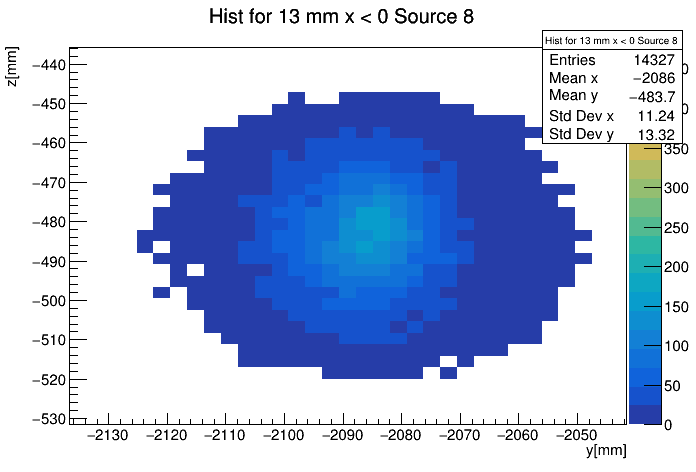 Hist for 13 mm x < 0 Source 8
Hist for 13 mm x < 0 Source 8
Entries 14327
Mean x −2086
Mean y −483.7
Std Dev x 11.24
Std Dev y 13.32
z[mm]
−440
−450
−460
−470
−480
−490
−500
−510
−520
−530
−2130 −2120 −2110 −2100 −2090 −2080 −2070 −2060 −2050
y[mm]
0
0
350
300
250
200
150
100
50
0